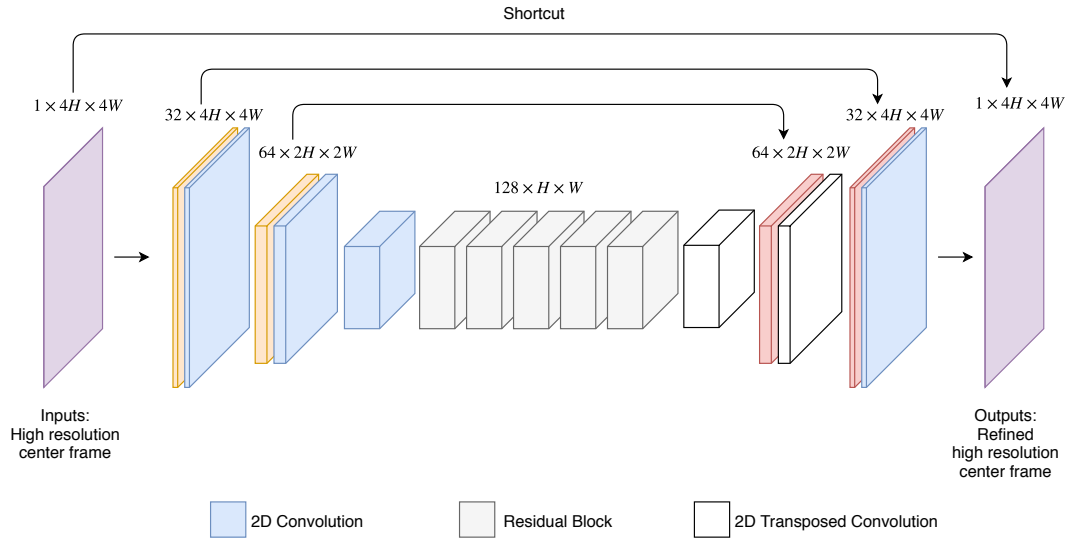 Shortcut
1 × 4H × 4W
32 × 4H × 4W
64 × 2H × 2W
128 × H × W
64 × 2H × 2W
32 × 4H × 4W
1 × 4H × 4W
Inputs:
High resolution
center frame
Outputs:
Refined
high resolution
center frame
2D Convolution
Residual Block
2D Transposed Convolution